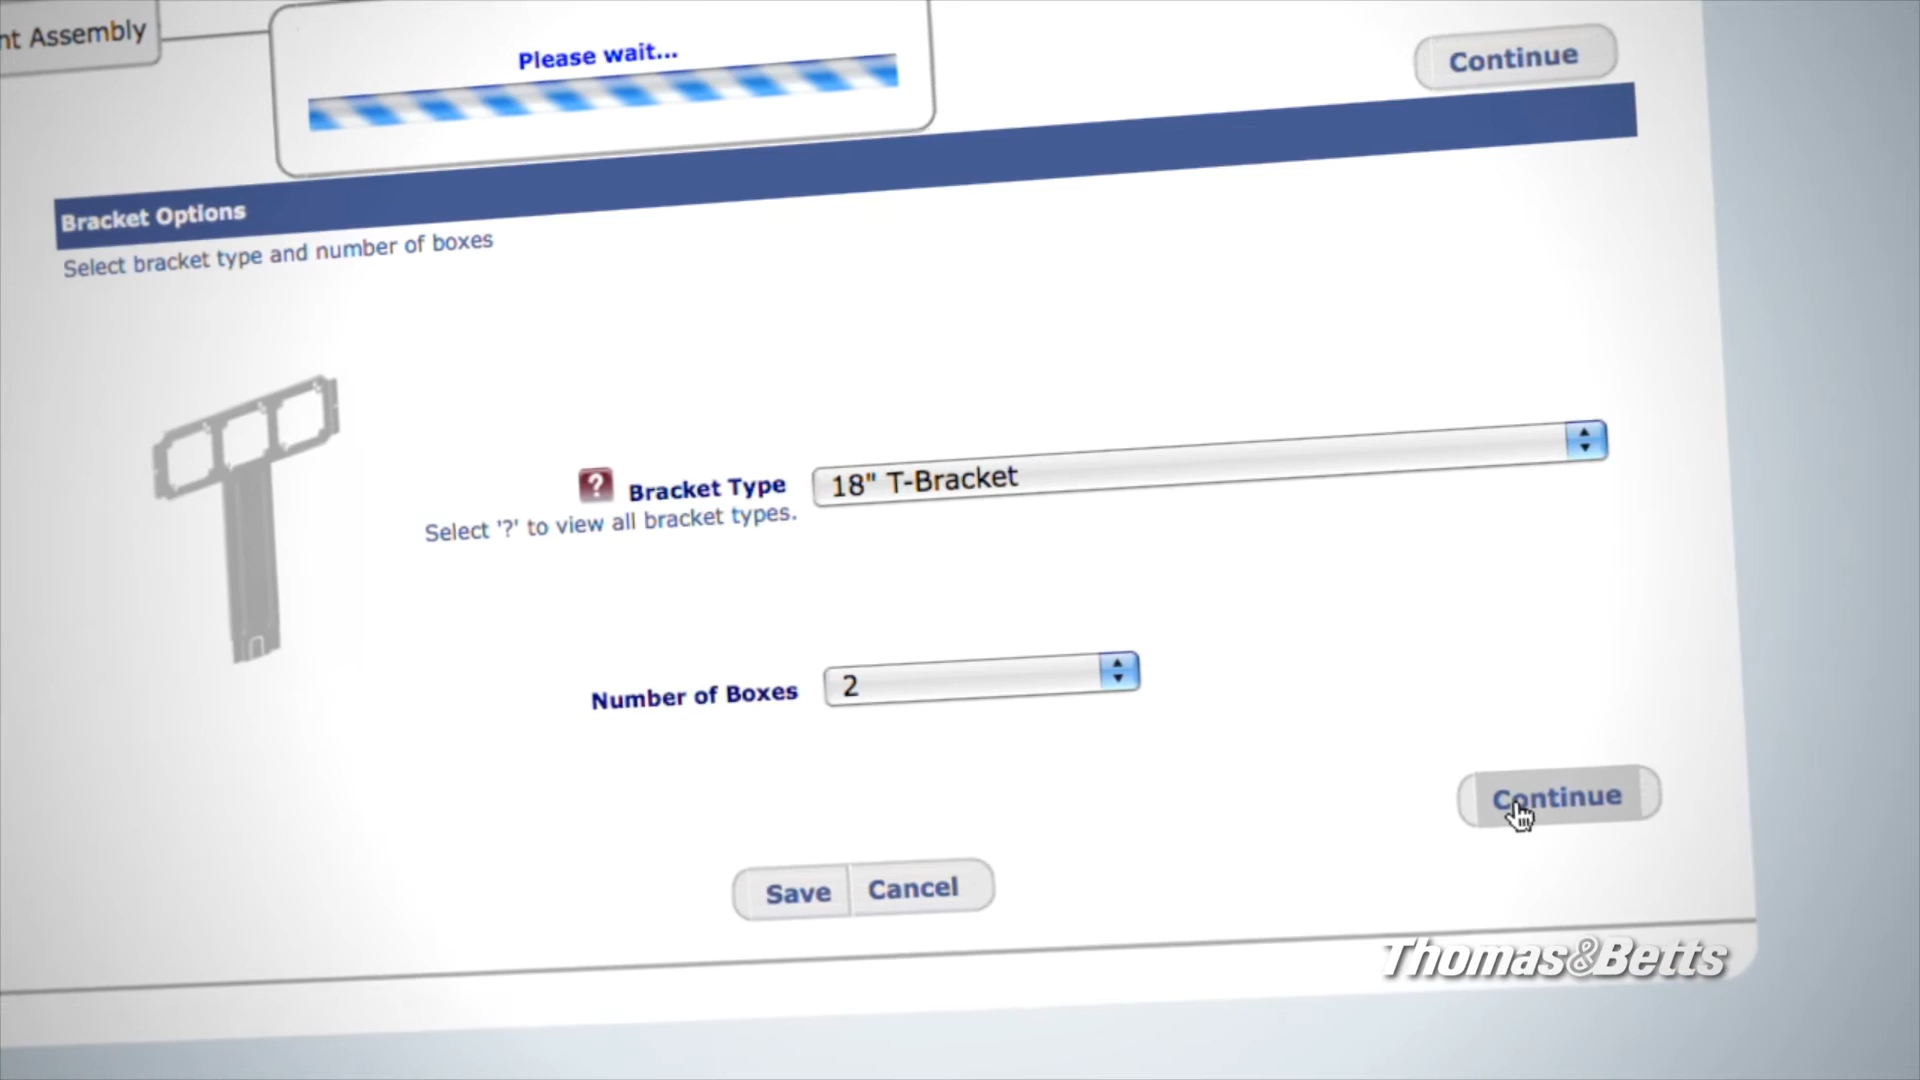 nt Assembly
Please wait...
Continue
Bracket Options
Select bracket type and number of boxes
? Bracket Type 18" T-Bracket
Select '?' to view all bracket types.
Number of Boxes 2
Continue
Save Cancel
Thomas&Betts